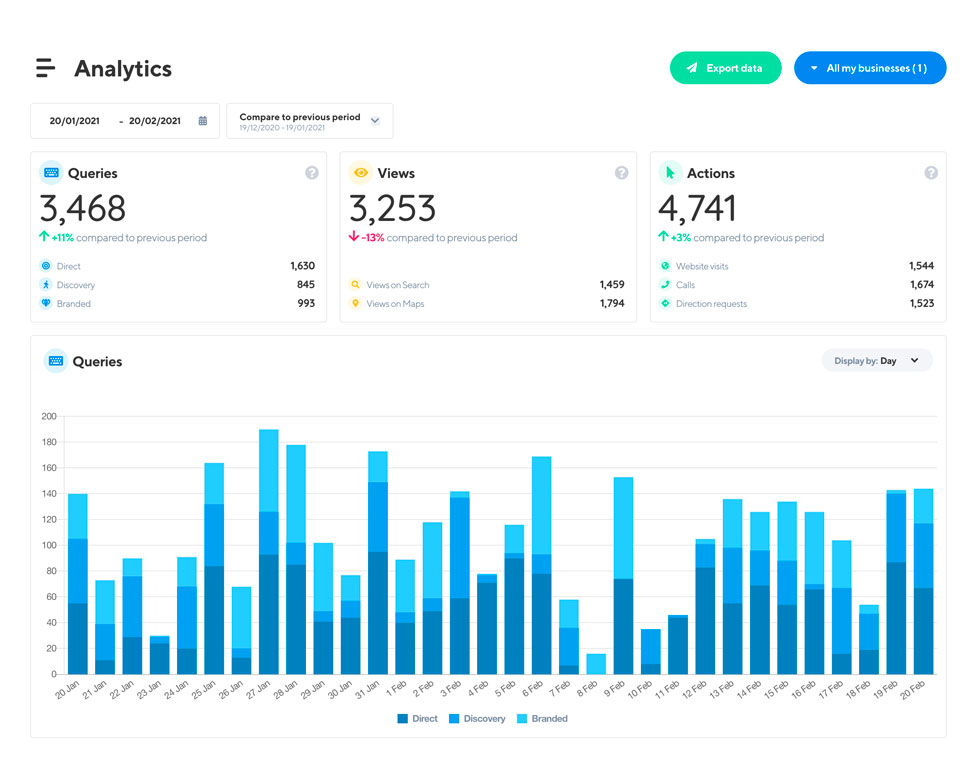 Analytics
Export data
All my businesses ( 1 )
20/01/2021 - 20/02/2021
Compare to previous period
19/12/2020 - 19/01/2021
Queries
?
3,468
+11% compared to previous period
Direct 1,630
Discovery 845
Branded 993
Views
?
3,253
-13% compared to previous period
Views on Search 1,459
Views on Maps 1,794
Actions
?
4,741
+3% compared to previous period
Website visits 1,544
Calls 1,674
Direction requests 1,523
Queries
Display by: Day
200
180
160
140
120
100
80
60
40
20
0
20 Jan 21 Jan 22 Jan 23 Jan 24 Jan 25 Jan 26 Jan 27 Jan 28 Jan 29 Jan 30 Jan 31 Jan 1 Feb 2 Feb 3 Feb 4 Feb 5 Feb 6 Feb 7 Feb 8 Feb 9 Feb 10 Feb 11 Feb 12 Feb 13 Feb 14 Feb 15 Feb 16 Feb 17 Feb 18 Feb 19 Feb 20 Feb
Direct Discovery Branded